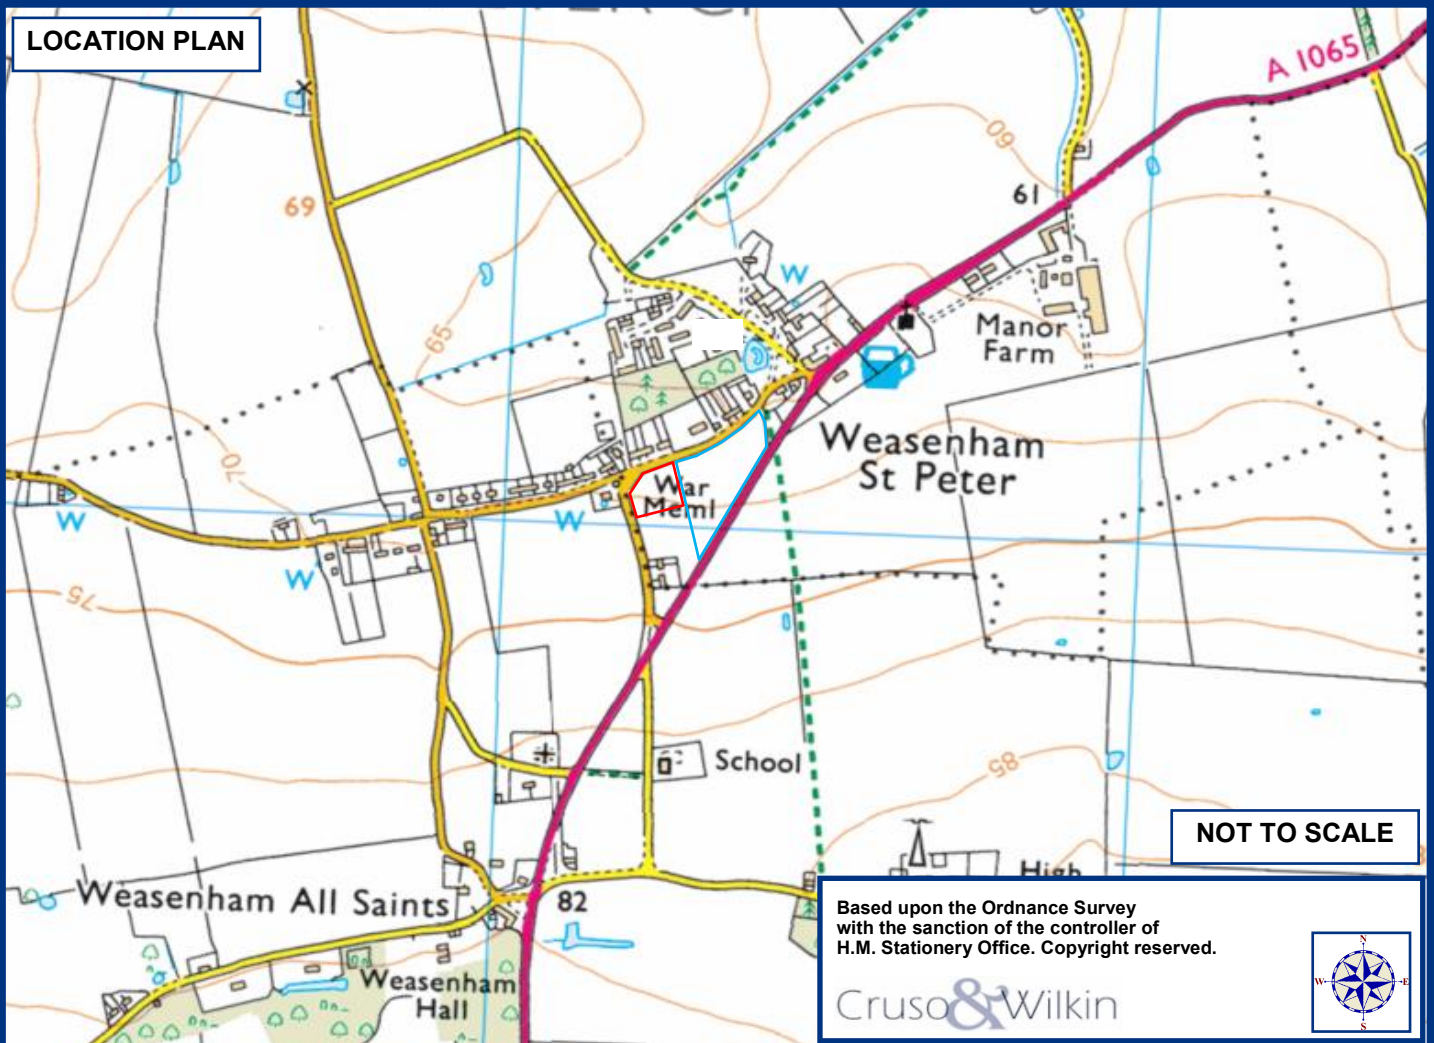 LOCATION PLAN
A 1065
60
69
61
W
65
Manor
Farm
Weasenham
St Peter
70
War
Meml
W
W
W
75
School
85
NOT TO SCALE
High
Weasenham All Saints
82
Weasenham
Hall
Based upon the Ordnance Survey
with the sanction of the controller of
H.M. Stationery Office. Copyright reserved.
Cruso&Wilkin
N
W
E
S